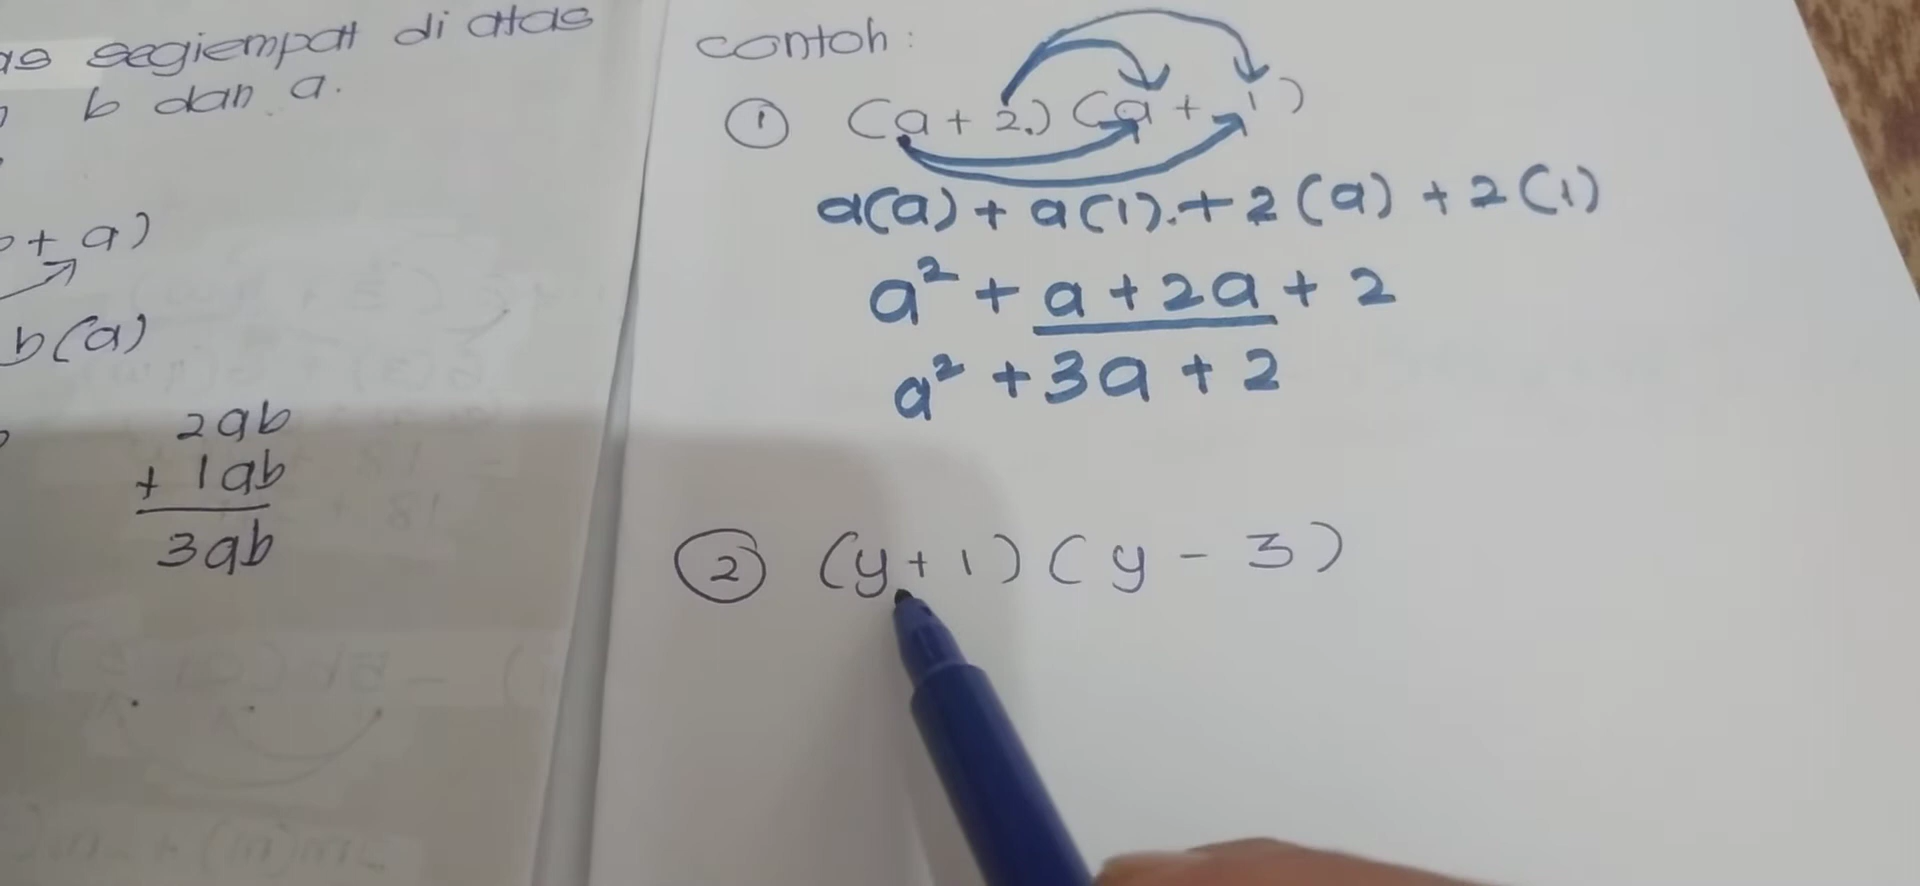 segiempat di atas
b dan a.
+ a)
b(a)
2ab
+ 1ab
3ab
contoh:
① (a + 2) (a + 1)
a(a) + a(1) + 2(a) + 2(1)
a² + a + 2a + 2
a² + 3a + 2
② (y + 1) (y - 3)